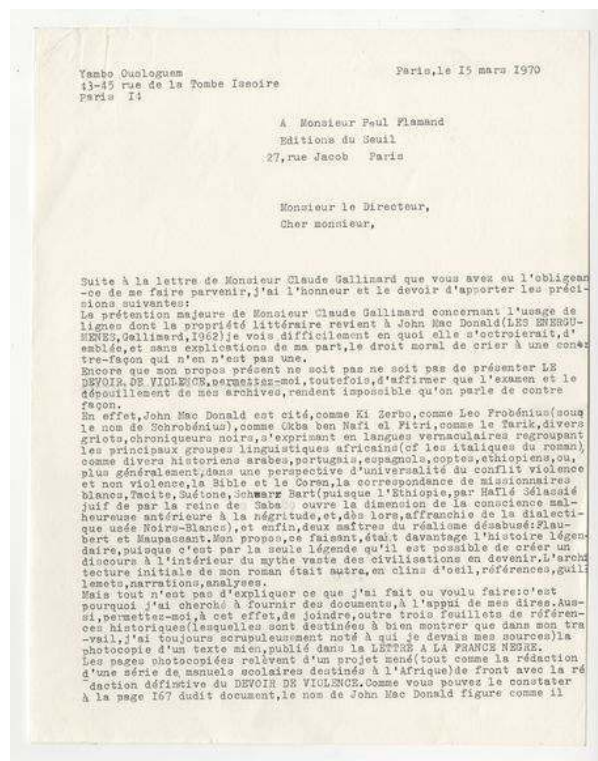 Yambo Ouologuem
43-45 rue de la Tombe Issoire
Paris I4
Paris,le I5 mars I970
A Monsieur Paul Flamand
Editions du Seuil
27,rue Jacob Paris
Monsieur le Directeur,
Cher monsieur,
Suite à la lettre de Monsieur Claude Gallimard que vous avez eu l'obligean
-ce de me faire parvenir,j'ai l'honneur et le devoir d'apporter les préci-
sions suivantes:
La prétention majeure de Monsieur Claude Gallimard concernant l'usage de
lignes dont la propriété littéraire revient à John Mac Donald(LES ENERGU-
MENES,Gallimard,I962)je vois difficilement en quoi elle s'octroierait,d'
emblée,et sans explications de ma part,le droit moral de crier à une con
tre-façon qui n'en n'est pas une.
Encore que mon propos présent ne soit pas ne soit pas de présenter LE
DEVOIR DE VIOLENCE,permettez-moi,toutefois,d'affirmer que l'examen et le
dépouillement de mes archives,rendent impossible qu'on parle de contre
façon.
En effet,John Mac Donald est cité,comme Ki Zerbo,comme Leo Frobénius(sous
le nom de Schrobénius),comme Okba ben Nafi el Fitri,comme le Tarik,divers
griots,chroniqueurs noirs,s'exprimant en langues vernaculaires regroupant
les principaux groupes linguistiques africains(cf les italiques du roman),
comme divers historiens arabes,portugais,espagnols,coptes,ethiopiens,ou,
plus généralement,dans une perspective d'universalité du conflit violence
et non violence,la Bible et le Coran,la correspondance de missionnaires
blancs,Tacite,Suétone,Schwarz Bart(puisque l'Ethiopie,par Haïlé Sélassié
juif de par la reine de Saba ouvre la dimension de la conscience mal-
heureuse antérieure à la négritude,et,dès lors,affranchie de la dialecti-
que usée Noirs-Blancs),et enfin,deux maîtres du réalisme désabusé:Flau-
bert et Maupassant.Mon propos,ce faisant,était davantage l'histoire légen-
daire,puisque c'est par la seule légende qu'il est possible de créer un
discours à l'intérieur du mythe vaste des civilisations en devenir.L'archi
tecture initiale de mon roman était autre,en clins d'oeil,références,guil
lemets,narrations,analyses.
Mais tout n'est pas d'expliquer ce que j'ai fait ou voulu faire:c'est
pourquoi j'ai cherché à fournir des documents,à l'appui de mes dires.Aus-
si,permettez-moi,à cet effet,de joindre,outre trois feuillets de référen-
ces historiques(lesquelles sont destinées à bien montrer que dans mon tra
-vail,j'ai toujours scrupuleusement noté à qui je devais mes sources)la
photocopie d'un texte mien,publié dans la LETTRE A LA FRANCE NEGRE.
Les pages photocopiées relèvent d'un projet mené(tout comme la rédaction
d'une série de manuels scolaires destinés à l'Afrique)de front avec la ré
daction définitive du DEVOIR DE VIOLENCE.Comme vous pouvez le constater
à la page I67 dudit document,le nom de John Mac Donald figure comme il